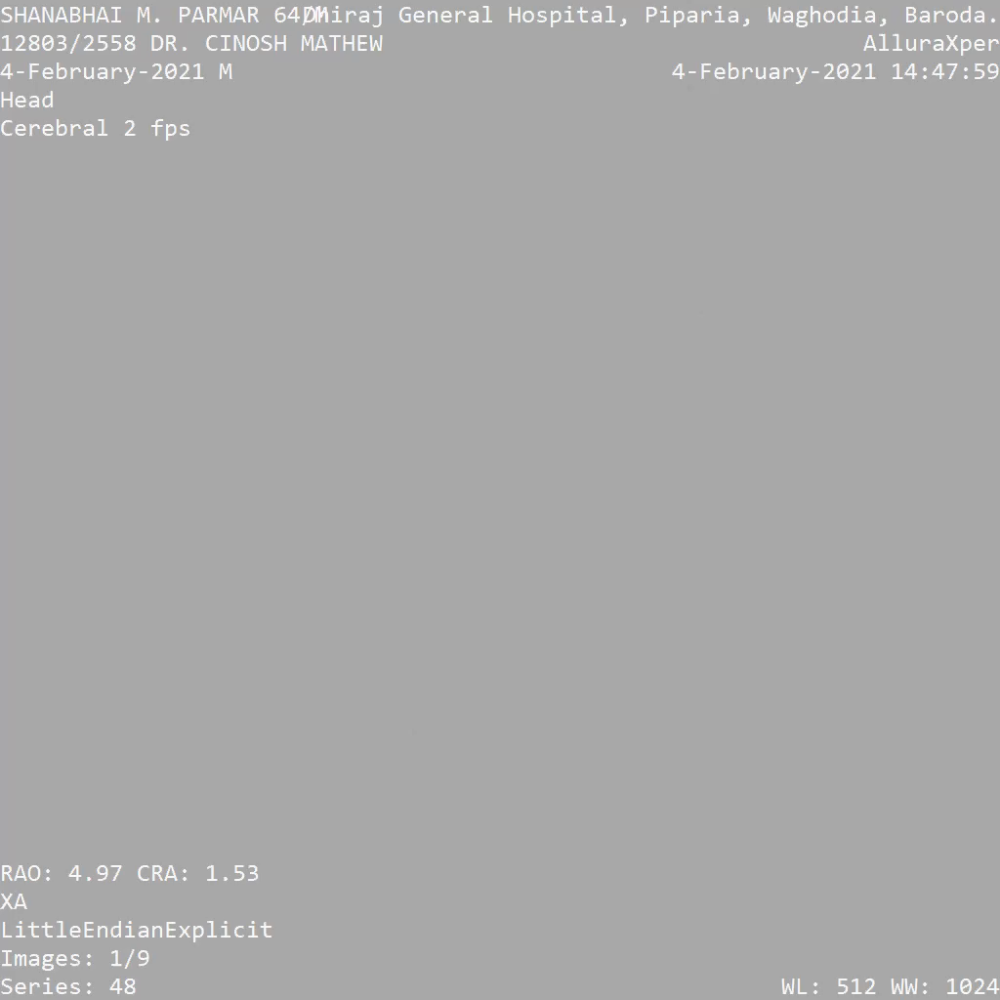 SHANABHAI M. PARMAR 64/M
Dhiraj General Hospital, Piparia, Waghodia, Baroda.
12803/2558 DR. CINOSH MATHEW
AlluraXper
4-February-2021 M
4-February-2021 14:47:59
Head
Cerebral 2 fps
RAO: 4.97 CRA: 1.53
XA
LittleEndianExplicit
Images: 1/9
Series: 48
WL: 512 WW: 1024